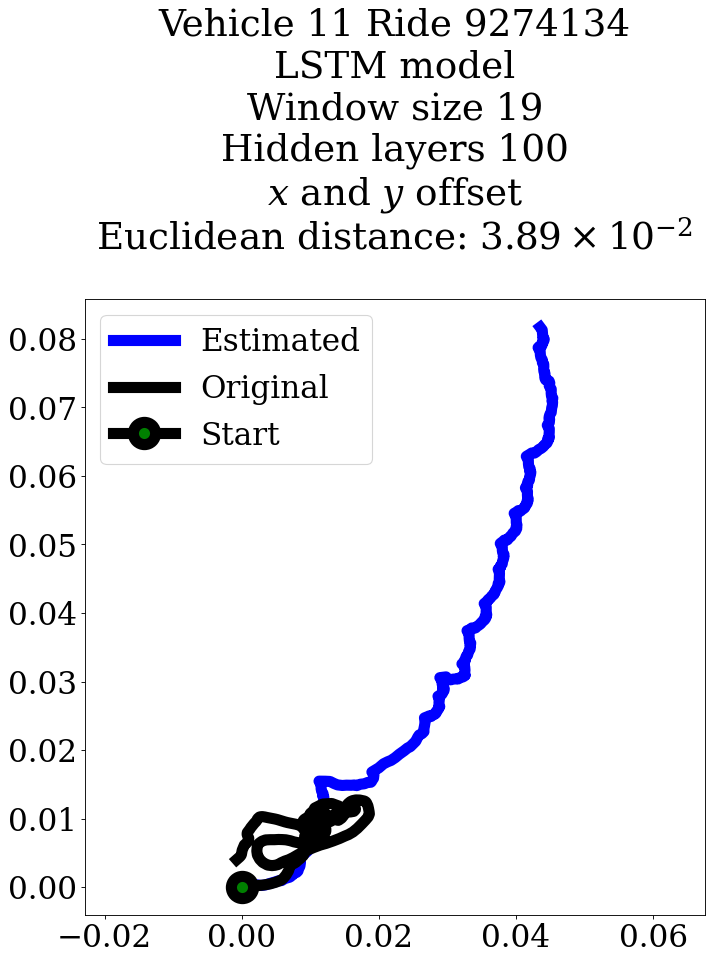 Vehicle 11 Ride 9274134
LSTM model
Window size 19
Hidden layers 100
x and y offset
Euclidean distance: 3.89 × 10⁻²
Estimated
Original
Start
0.08
0.07
0.06
0.05
0.04
0.03
0.02
0.01
0.00
−0.02 0.00 0.02 0.04 0.06